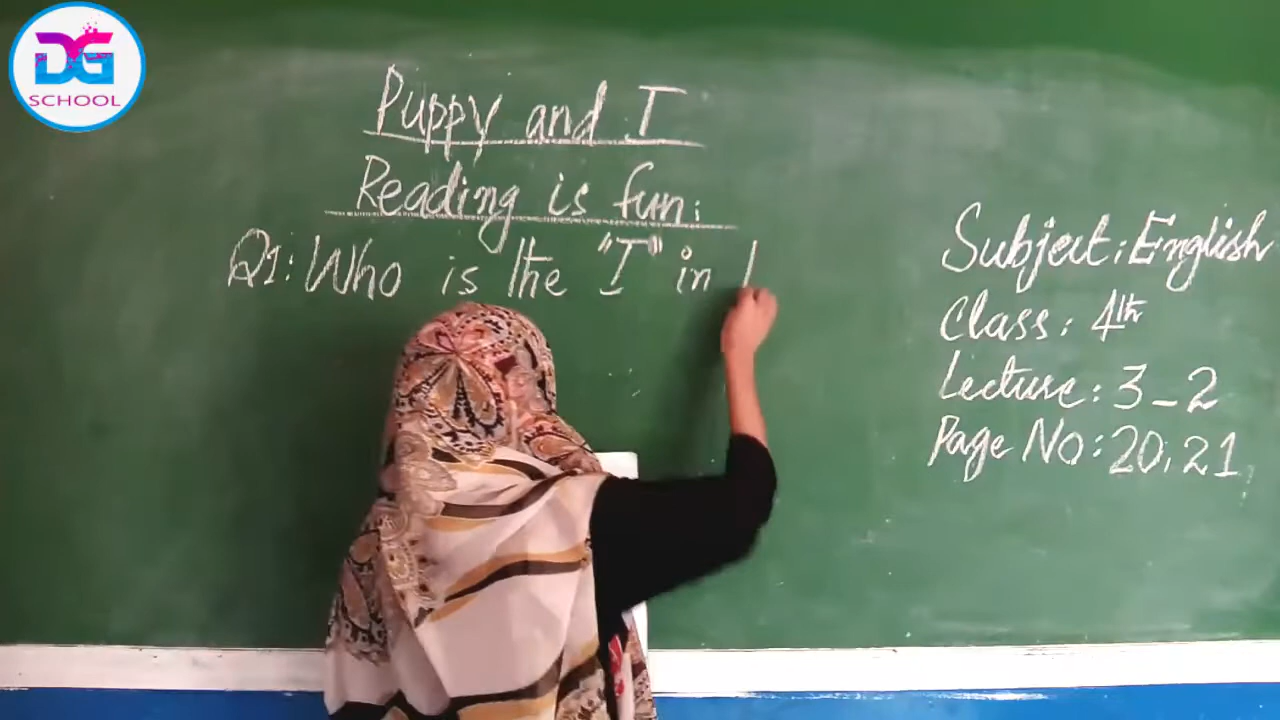 DG
SCHOOL
Puppy and I
Reading is fun:
Q1: Who is the "I" in
Subject: English
Class: 4th
Lecture: 3-2
Page No: 20,21